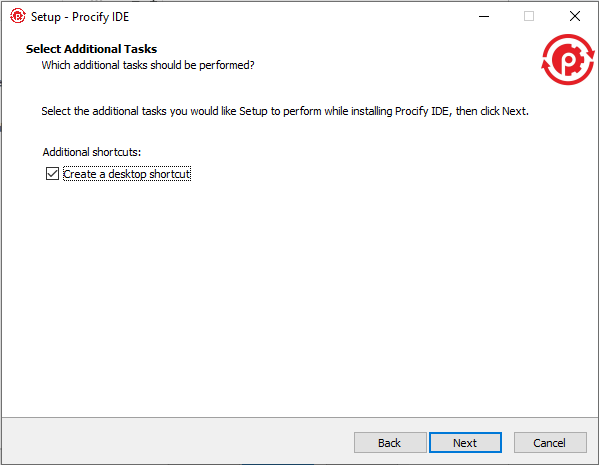 Setup - Procify IDE
Select Additional Tasks
Which additional tasks should be performed?
Select the additional tasks you would like Setup to perform while installing Procify IDE, then click Next.
Additional shortcuts:
Create a desktop shortcut
Back Next Cancel